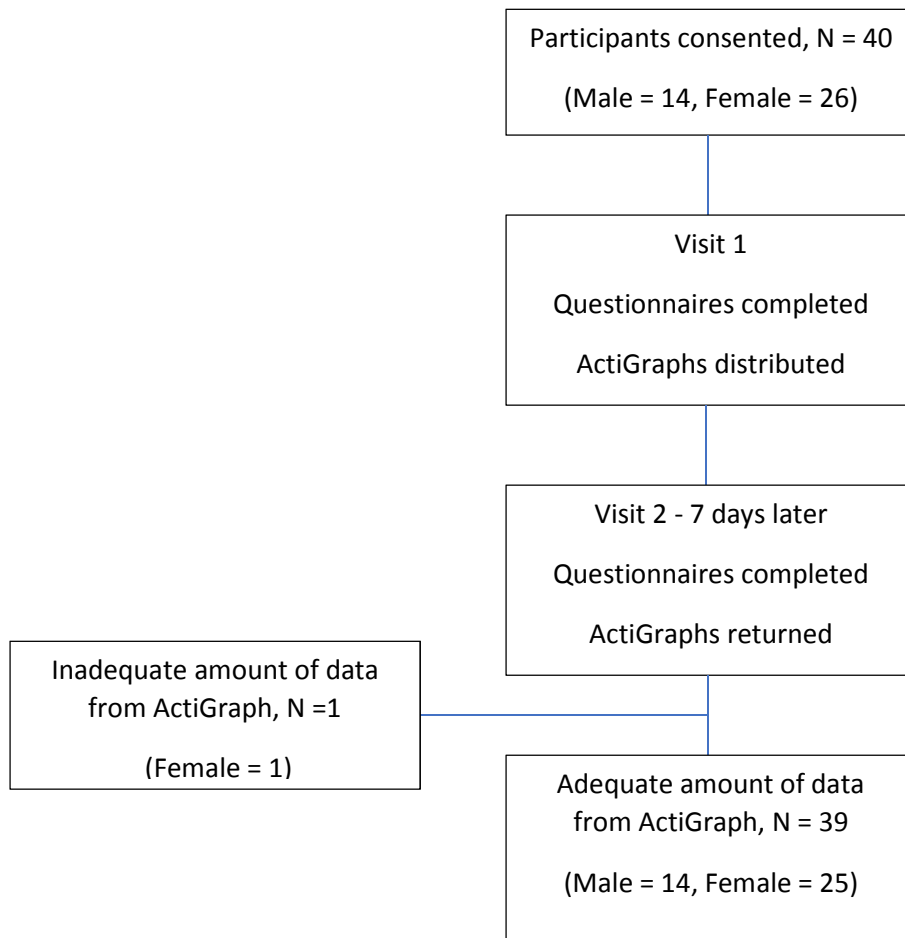 Participants consented, N = 40
(Male = 14, Female = 26)
Visit 1
Questionnaires completed
ActiGraphs distributed
Visit 2 - 7 days later
Questionnaires completed
ActiGraphs returned
Inadequate amount of data
from ActiGraph, N =1
(Female = 1)
Adequate amount of data
from ActiGraph, N = 39
(Male = 14, Female = 25)